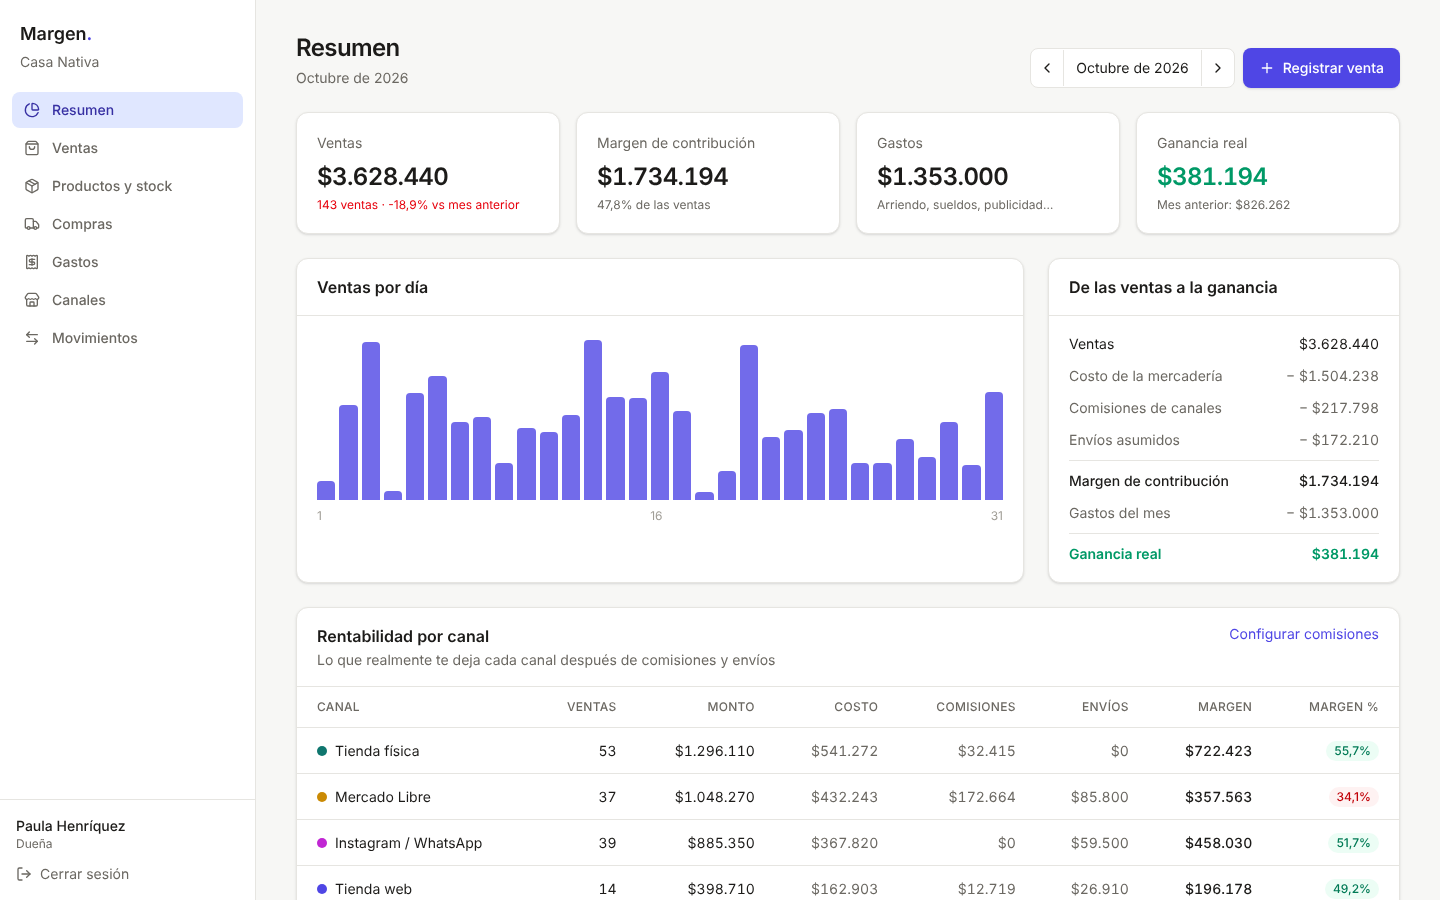 Margen.
Casa Nativa
Resumen
Ventas
Productos y stock
Compras
Gastos
Canales
Movimientos
Paula Henríquez
Dueña
Cerrar sesión
Resumen
Octubre de 2026
Octubre de 2026
Registrar venta
Ventas
$3.628.440
143 ventas · -18,9% vs mes anterior
Margen de contribución
$1.734.194
47,8% de las ventas
Gastos
$1.353.000
Arriendo, sueldos, publicidad...
Ganancia real
$381.194
Mes anterior: $826.262
Ventas por día
1 16 31
De las ventas a la ganancia
Ventas $3.628.440
Costo de la mercadería − $1.504.238
Comisiones de canales − $217.798
Envíos asumidos − $172.210
Margen de contribución $1.734.194
Gastos del mes − $1.353.000
Ganancia real $381.194
Rentabilidad por canal
Configurar comisiones
Lo que realmente te deja cada canal después de comisiones y envíos
CANAL VENTAS MONTO COSTO COMISIONES ENVÍOS MARGEN MARGEN %
Tienda física 53 $1.296.110 $541.272 $32.415 $0 $722.423 55,7%
Mercado Libre 37 $1.048.270 $432.243 $172.664 $85.800 $357.563 34,1%
Instagram / WhatsApp 39 $885.350 $367.820 $0 $59.500 $458.030 51,7%
Tienda web 14 $398.710 $162.903 $12.719 $26.910 $196.178 49,2%